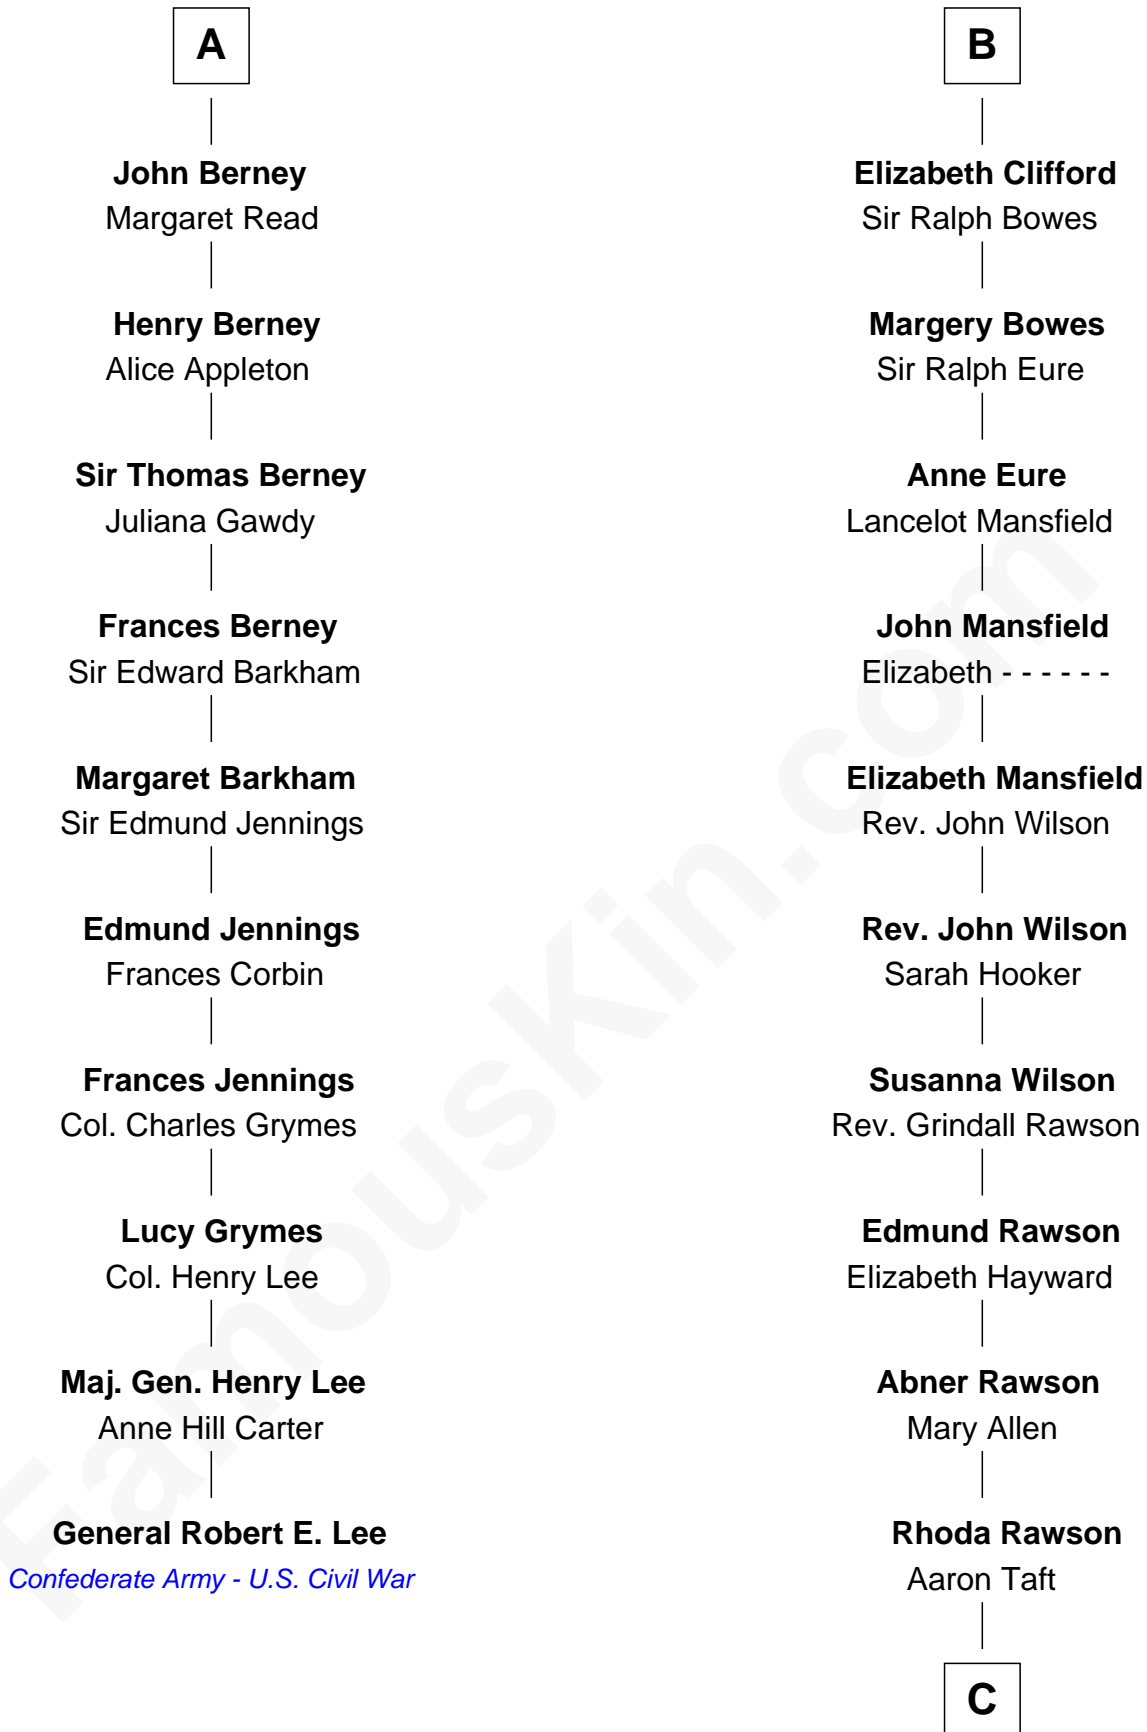 A
John Berney
Margaret Read
Henry Berney
Alice Appleton
Sir Thomas Berney
Juliana Gawdy
Frances Berney
Sir Edward Barkham
Margaret Barkham
Sir Edmund Jennings
Edmund Jennings
Frances Corbin
Frances Jennings
Col. Charles Grymes
Lucy Grymes
Col. Henry Lee
Maj. Gen. Henry Lee
Anne Hill Carter
General Robert E. Lee
Confederate Army - U.S. Civil War
B
Elizabeth Clifford
Sir Ralph Bowes
Margery Bowes
Sir Ralph Eure
Anne Eure
Lancelot Mansfield
John Mansfield
Elizabeth - - - - - -
Elizabeth Mansfield
Rev. John Wilson
Rev. John Wilson
Sarah Hooker
Susanna Wilson
Rev. Grindall Rawson
Edmund Rawson
Elizabeth Hayward
Abner Rawson
Mary Allen
Rhoda Rawson
Aaron Taft
C
FamousKin.com